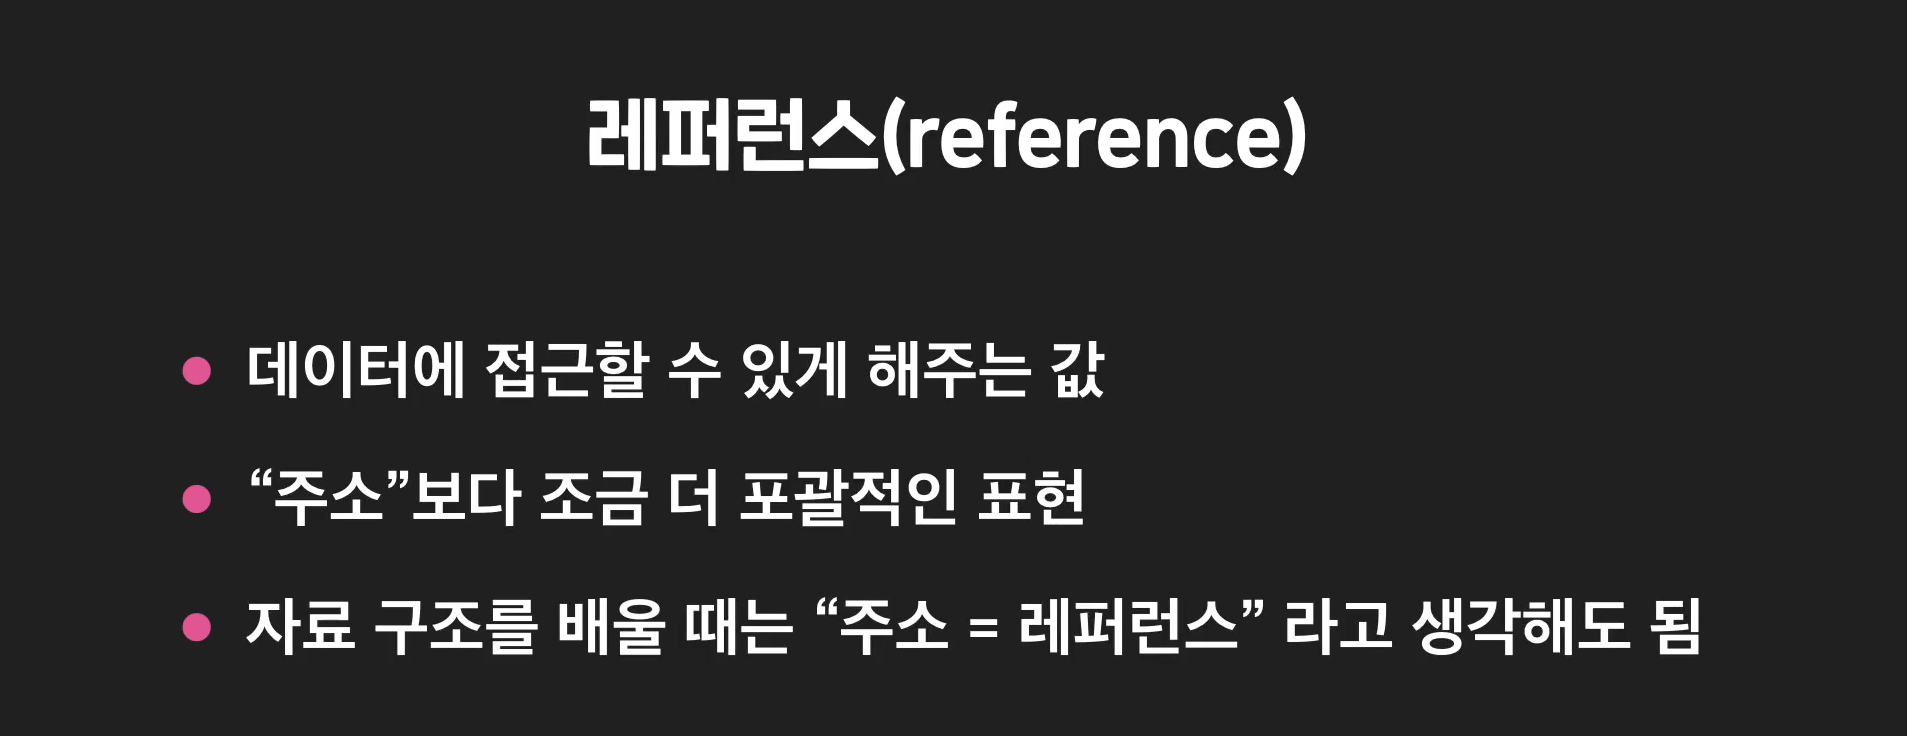 레퍼런스(reference)
데이터에 접근할 수 있게 해주는 값
“주소”보다 조금 더 포괄적인 표현
자료 구조를 배울 때는 “주소 = 레퍼런스” 라고 생각해도 됨